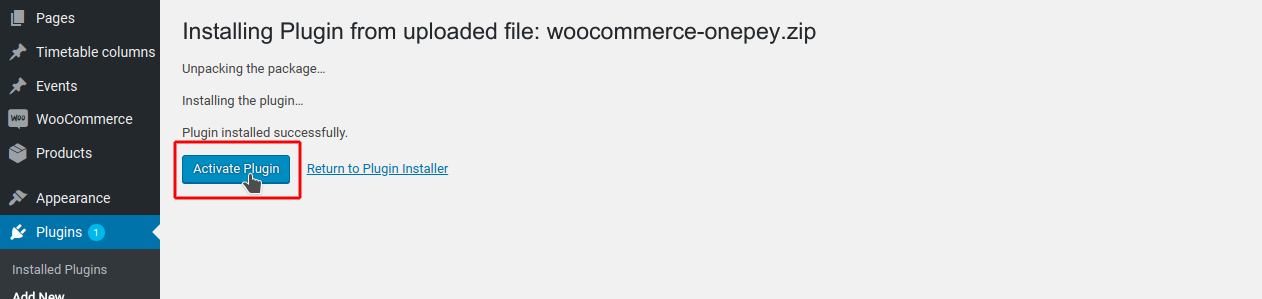 Pages
Timetable columns
Events
WOO WooCommerce
Products
Appearance
Plugins 1
Installed Plugins
Add New
Installing Plugin from uploaded file: woocommerce-onepey.zip
Unpacking the package…
Installing the plugin…
Plugin installed successfully.
Activate Plugin Return to Plugin Installer